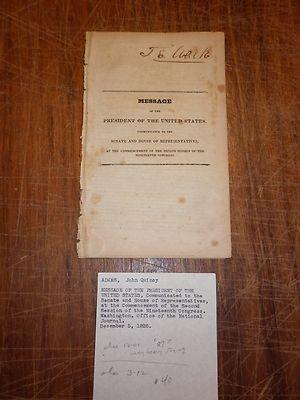 MESSAGE
OF THE
PRESIDENT OF THE UNITED STATES,
COMMUNICATED TO THE
SENATE AND HOUSE OF REPRESENTATIVES,
AT THE COMMENCEMENT OF THE SECOND SESSION OF THE
NINETEENTH CONGRESS.
ADAMS, John Quincy
MESSAGE OF THE PRESIDENT OF THE
UNITED STATES, Communicated to the
Senate and House of Representatives,
at the Commencement of the Second
Session of the Nineteenth Congress.
Washington, Office of the National
Journal.
December 5, 1826.
3-12
$40